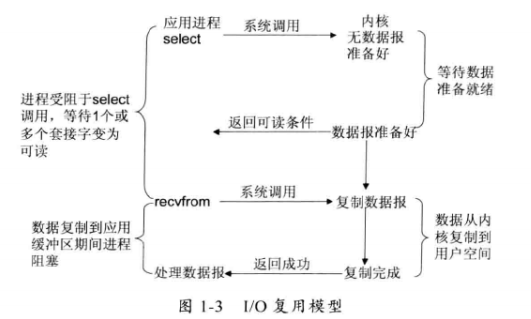 应用进程
select
系统调用
内核
无数据报
准备好
等待数据
准备就绪
进程受阻于select
调用，等待1个或
多个套接字变为
可读
返回可读条件
数据报准备好
recvfrom
系统调用
复制数据报
数据复制到应用
缓冲区期间进程
阻塞
数据从内
核复制到
用户空间
处理数据报
返回成功
复制完成
图 1-3 I/O 复用模型